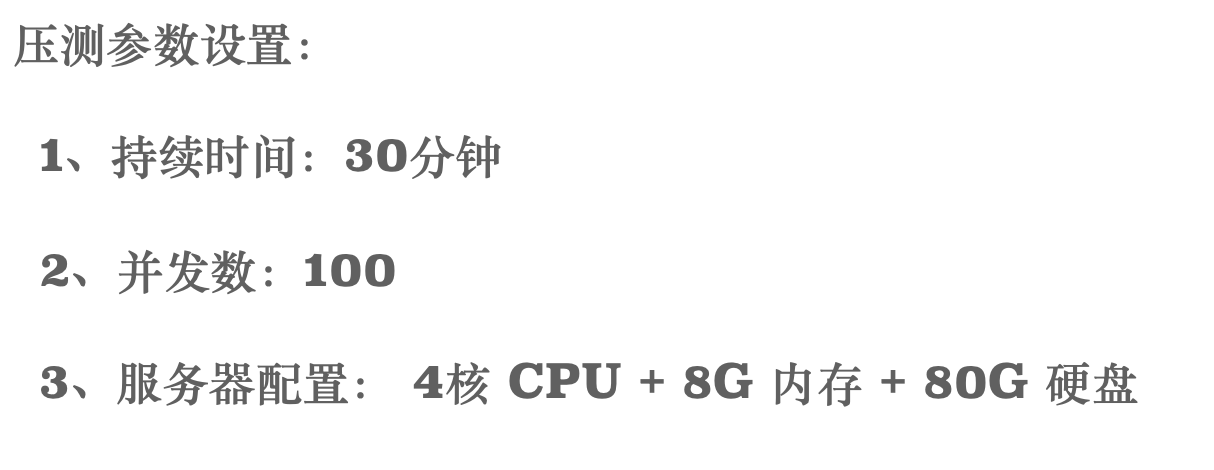 压测参数设置：
1、持续时间：30分钟
2、并发数：100
3、服务器配置： 4核 CPU + 8G 内存 + 80G 硬盘